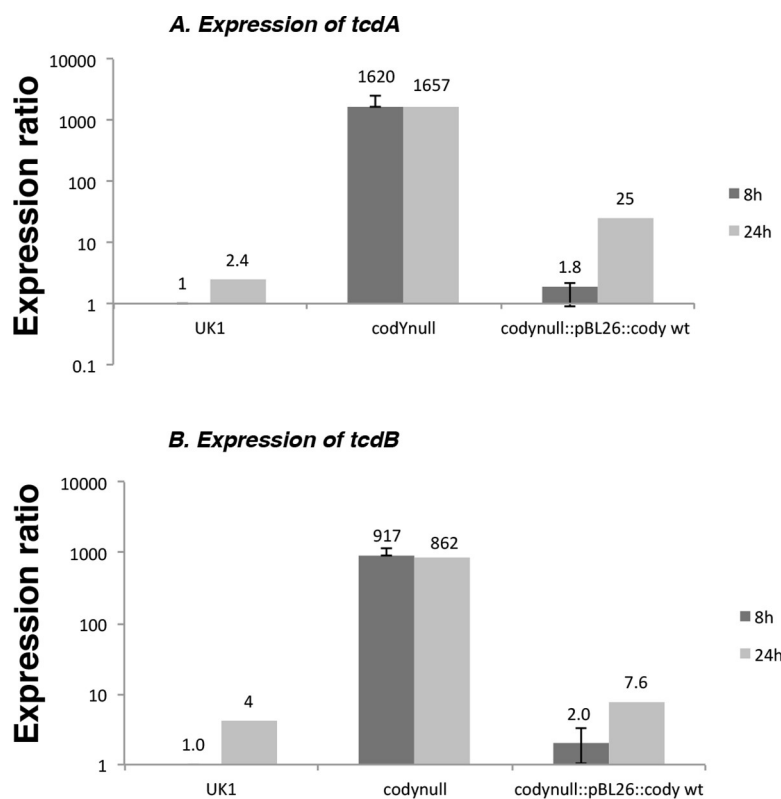 A. Expression of tcdA
Expression ratio
10000
1000
100
10
1
0.1
1620
1657
1
2.4
1.8
25
8h
24h
UK1
codYnull
codynull::pBL26::cody wt
B. Expression of tcdB
Expression ratio
10000
1000
100
10
1
917
862
1.0
4
2.0
7.6
8h
24h
UK1
codynull
codynull::pBL26::cody wt